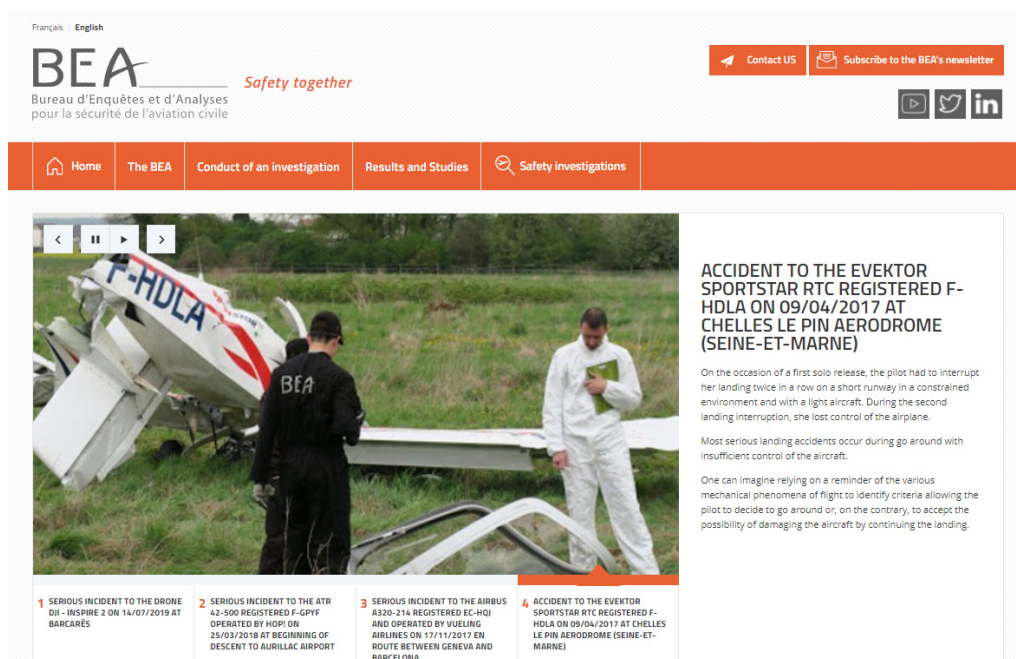 Français | English
BEA
Bureau d'Enquêtes et d'Analyses
pour la sécurité de l'aviation civile
Safety together
Contact US
Subscribe to the BEA's newsletter
in
Home
The BEA
Conduct of an investigation
Results and Studies
Safety investigations
F-HDLA
BEA
ACCIDENT TO THE EVEKTOR
SPORTSTAR RTC REGISTERED F-
HDLA ON 09/04/2017 AT
CHELLES LE PIN AERODROME
(SEINE-ET-MARNE)
On the occasion of a first solo release, the pilot had to interrupt
her landing twice in a row on a short runway in a constrained
environment and with a light aircraft. During the second
landing interruption, she lost control of the airplane.
Most serious landing accidents occur during go around with
insufficient control of the aircraft.
One can imagine relying on a reminder of the various
mechanical phenomena of flight to identify criteria allowing the
pilot to decide to go around or, on the contrary, to accept the
possibility of damaging the aircraft by continuing the landing.
1 SERIOUS INCIDENT TO THE DRONE
DJI - INSPIRE 2 ON 14/07/2019 AT
BARCARÈS
2 SERIOUS INCIDENT TO THE ATR
42-500 REGISTERED F-GPYF
OPERATED BY HOP! ON
25/03/2018 AT BEGINNING OF
DESCENT TO AURILLAC AIRPORT
3 SERIOUS INCIDENT TO THE AIRBUS
A320-214 REGISTERED EC-HQJ
AND OPERATED BY VUELING
AIRLINES ON 17/11/2017 EN
ROUTE BETWEEN GENEVA AND
BARCELONA
4 ACCIDENT TO THE EVEKTOR
SPORTSTAR RTC REGISTERED F-
HDLA ON 09/04/2017 AT CHELLES
LE PIN AERODROME (SEINE-ET-
MARNE)